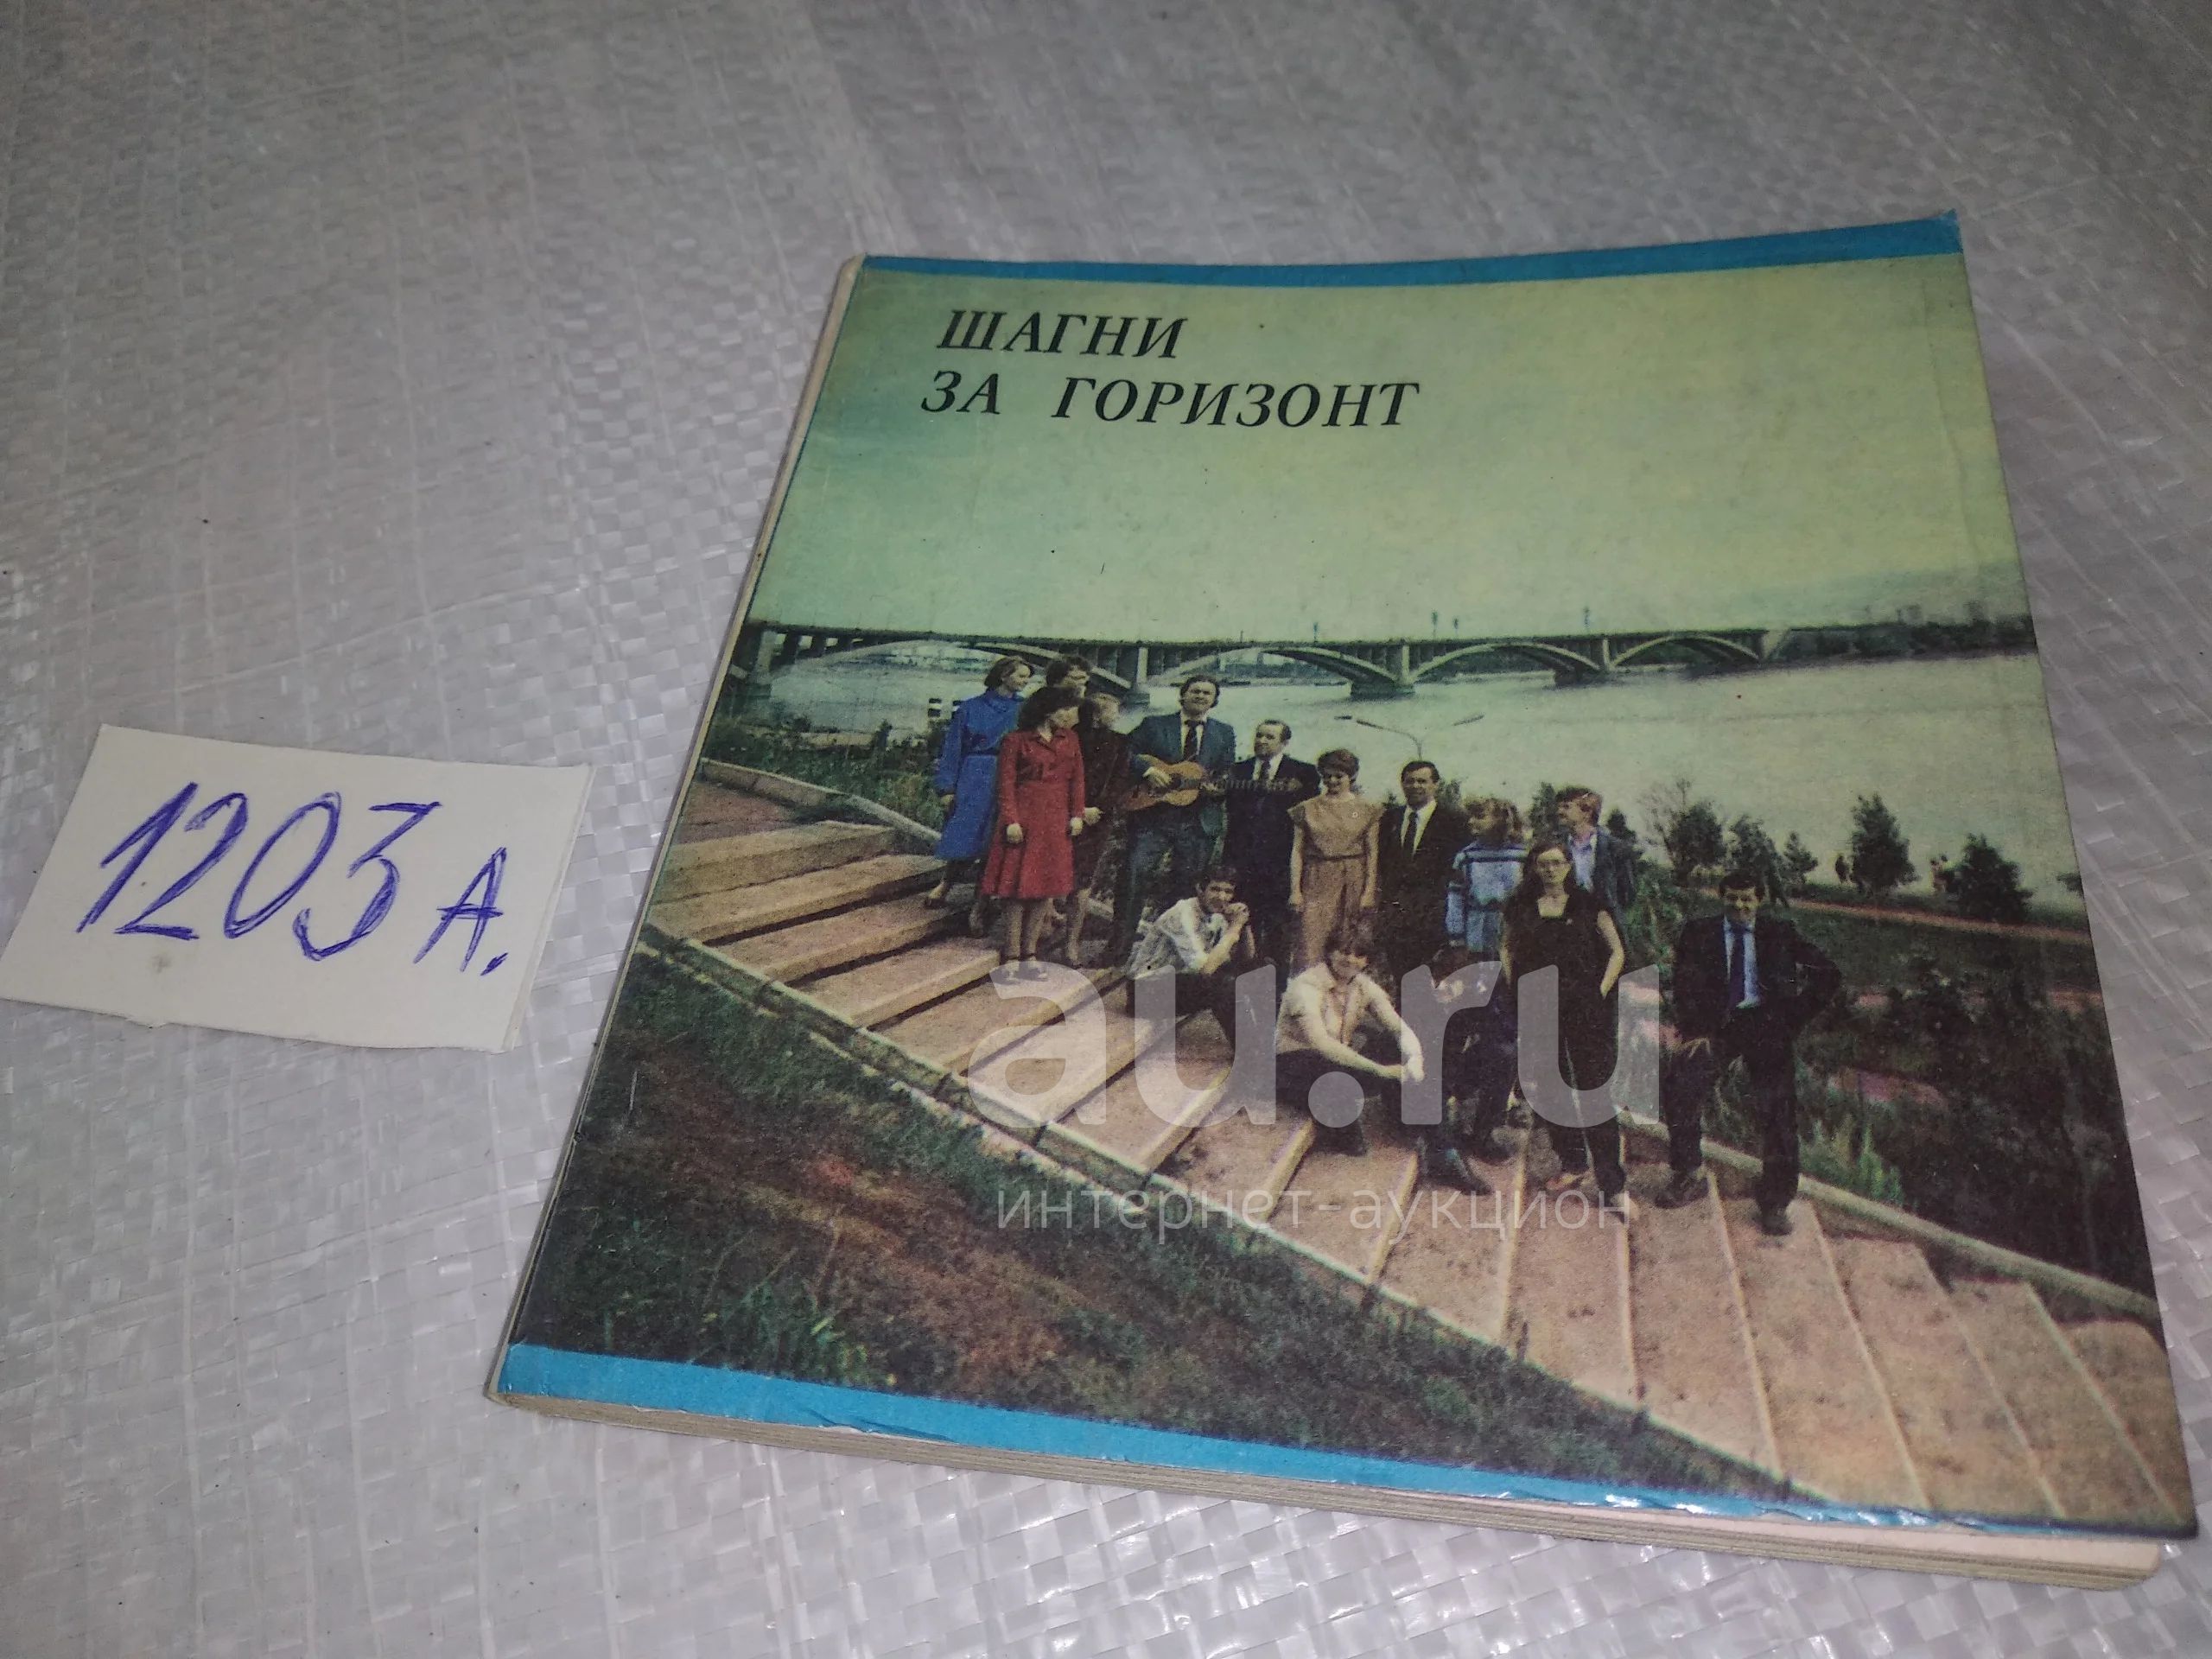 ШАГНИ
ЗА ГОРИЗОНТ
1203 А.
au.ru
интернет-аукцион